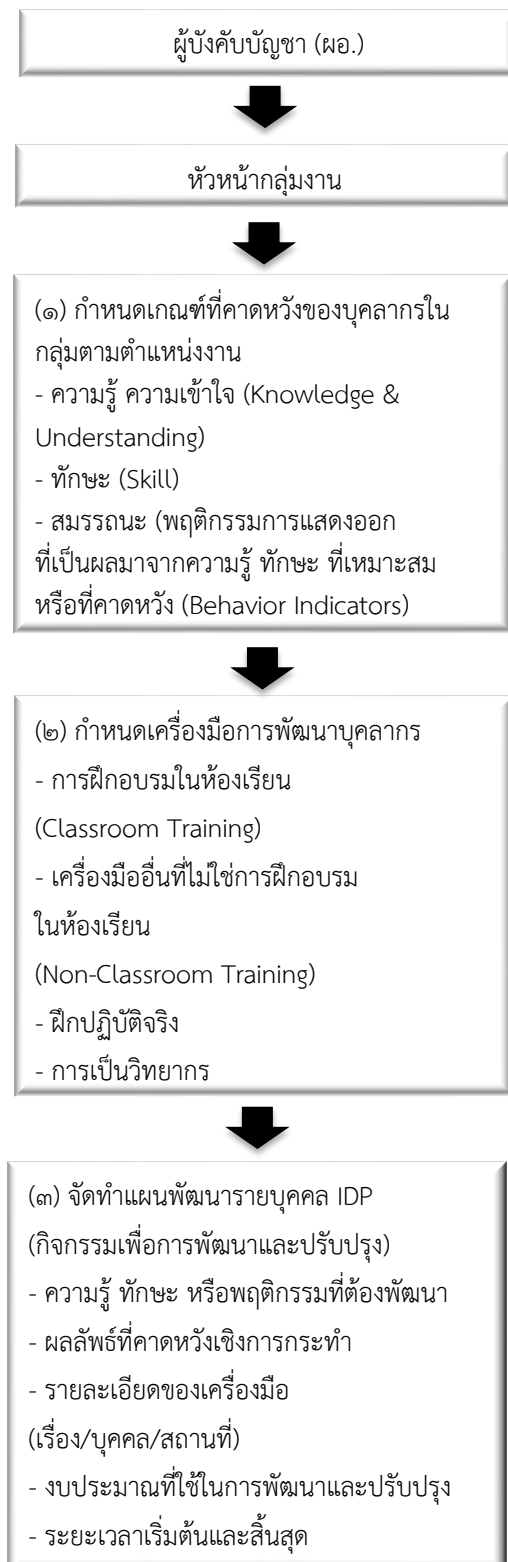 ผู้บังคับบัญชา (ผอ.)
หัวหน้ากลุ่มงาน
(๑) กำหนดเกณฑ์ที่คาดหวังของบุคลากรใน
กลุ่มตามตำแหน่งงาน
- ความรู้ ความเข้าใจ (Knowledge &
Understanding)
- ทักษะ (Skill)
- สมรรถนะ (พฤติกรรมการแสดงออก
ที่เป็นผลมาจากความรู้ ทักษะ ที่เหมาะสม
หรือที่คาดหวัง (Behavior Indicators)
(๒) กำหนดเครื่องมือการพัฒนาบุคลากร
- การฝึกอบรมในห้องเรียน
(Classroom Training)
- เครื่องมืออื่นที่ไม่ใช่การฝึกอบรม
ในห้องเรียน
(Non-Classroom Training)
- ฝึกปฏิบัติจริง
- การเป็นวิทยากร
(๓) จัดทำแผนพัฒนารายบุคคล IDP
(กิจกรรมเพื่อการพัฒนาและปรับปรุง)
- ความรู้ ทักษะ หรือพฤติกรรมที่ต้องพัฒนา
- ผลลัพธ์ที่คาดหวังเชิงการกระทำ
- รายละเอียดของเครื่องมือ
(เรื่อง/บุคคล/สถานที่)
- งบประมาณที่ใช้ในการพัฒนาและปรับปรุง
- ระยะเวลาเริ่มต้นและสิ้นสุด